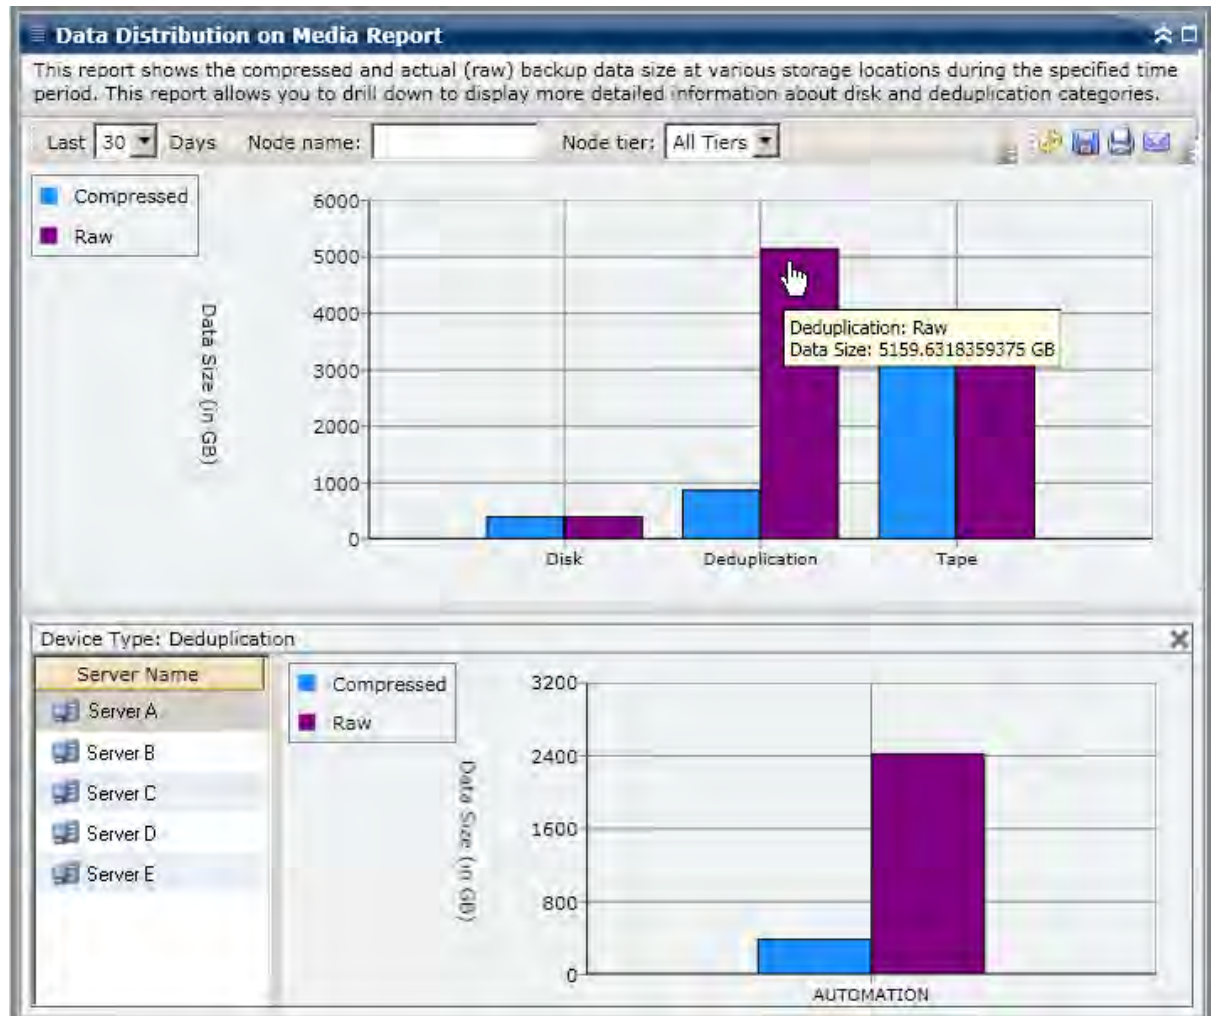 Data Distribution on Media Report
This report shows the compressed and actual (raw) backup data size at various storage locations during the specified time
period. This report allows you to drill down to display more detailed information about disk and deduplication categories.
Last 30 Days Node name: Node tier: All Tiers
Compressed
Raw
Data Size (in GB)
6000
5000
4000
3000
2000
1000
0
Deduplication: Raw
Data Size: 5159.6318359375 GB
Disk Deduplication Tape
Device Type: Deduplication
Server Name
Server A
Server B
Server C
Server D
Server E
Compressed
Raw
Data Size (in GB)
3200
2400
1600
800
0
AUTOMATION